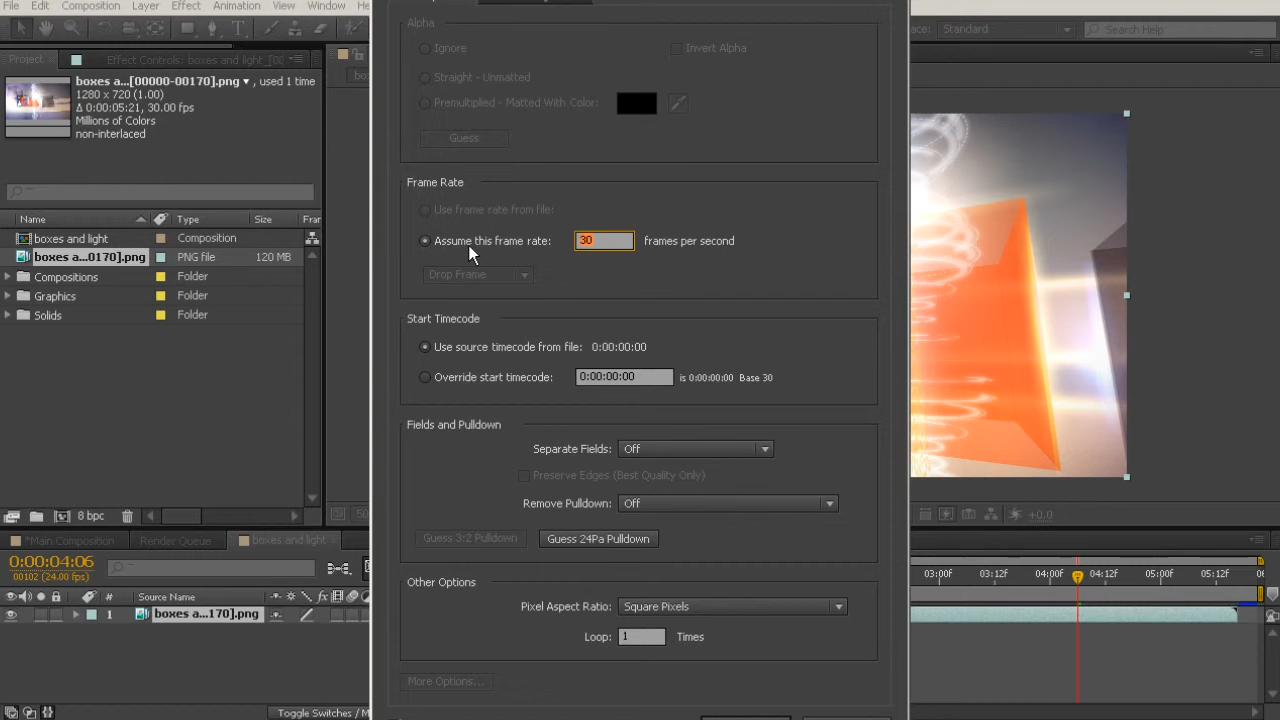 File Edit Composition Layer Effect Animation View Window
Standard Search Help
Project Effect Controls: boxes and light
boxes a...[00000-00170].png ▾, used 1 time
1280 x 720 (1.00)
Δ 0:00:05:21, 30.00 fps
Millions of Colors
non-interlaced
Name Type Size Frar
boxes and light Composition
boxes a...0170].png PNG file 120 MB
Compositions Folder
Graphics Folder
Solids Folder
8 bpc
Alpha
Ignore Invert Alpha
Straight - Unmatted
Premultiplied - Matted With Color:
Guess
Frame Rate
Use frame rate from file:
Assume this frame rate: 30 frames per second
Drop Frame
Start Timecode
Use source timecode from file: 0:00:00:00
Override start timecode: 0:00:00:00 is 0:00:00:00 Base 30
Fields and Pulldown
Separate Fields: Off
Preserve Edges (Best Quality Only)
Remove Pulldown: Off
Guess 3:2 Pulldown Guess 24Pa Pulldown
Other Options
Pixel Aspect Ratio: Square Pixels
Loop: 1 Times
More Options...
+0.0
*Main Composition Render Queue boxes and light
0:00:04:06
00102 (24.00 fps)
# Source Name
1 boxes a...170].png
03:00f 03:12f 04:00f 04:12f 05:00f 05:12f
Toggle Switches / M